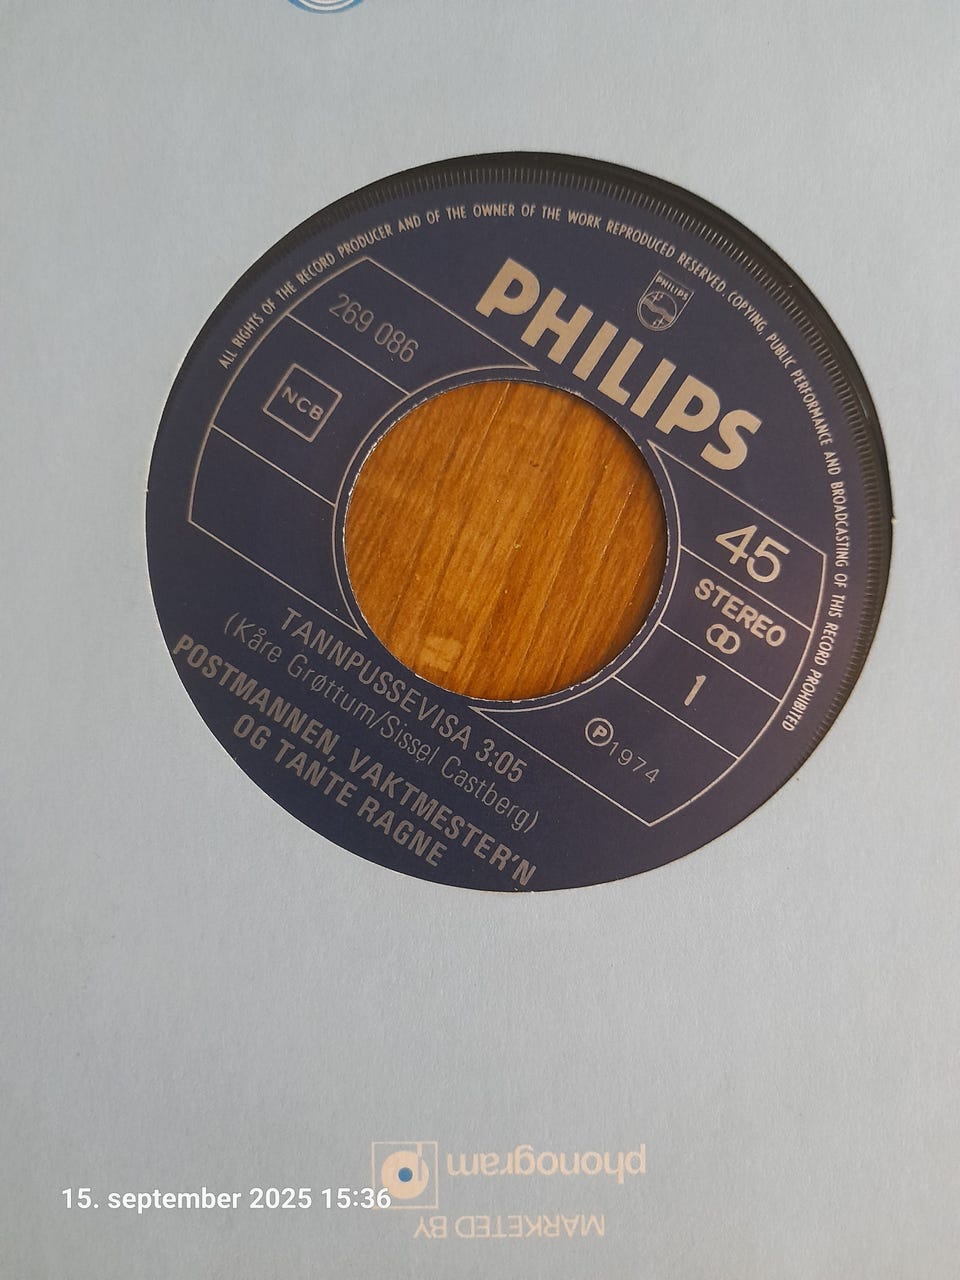 ALL RIGHTS OF THE RECORD PRODUCER AND OF THE OWNER OF THE WORK REPRODUCED RESERVED. COPYING, PUBLIC PERFORMANCE AND BROADCASTING OF THIS RECORD PROHIBITED
PHILIPS
PHILIPS
269 086
NCB
45
STEREO
1
℗ 1974
TANNPUSSEVISA 3:05
(Kåre Grøttum/Sissel Castberg)
POSTMANNEN, VAKTMESTER'N
OG TANTE RAGNE
MARKETED BY
phonogram
15. september 2025 15:36